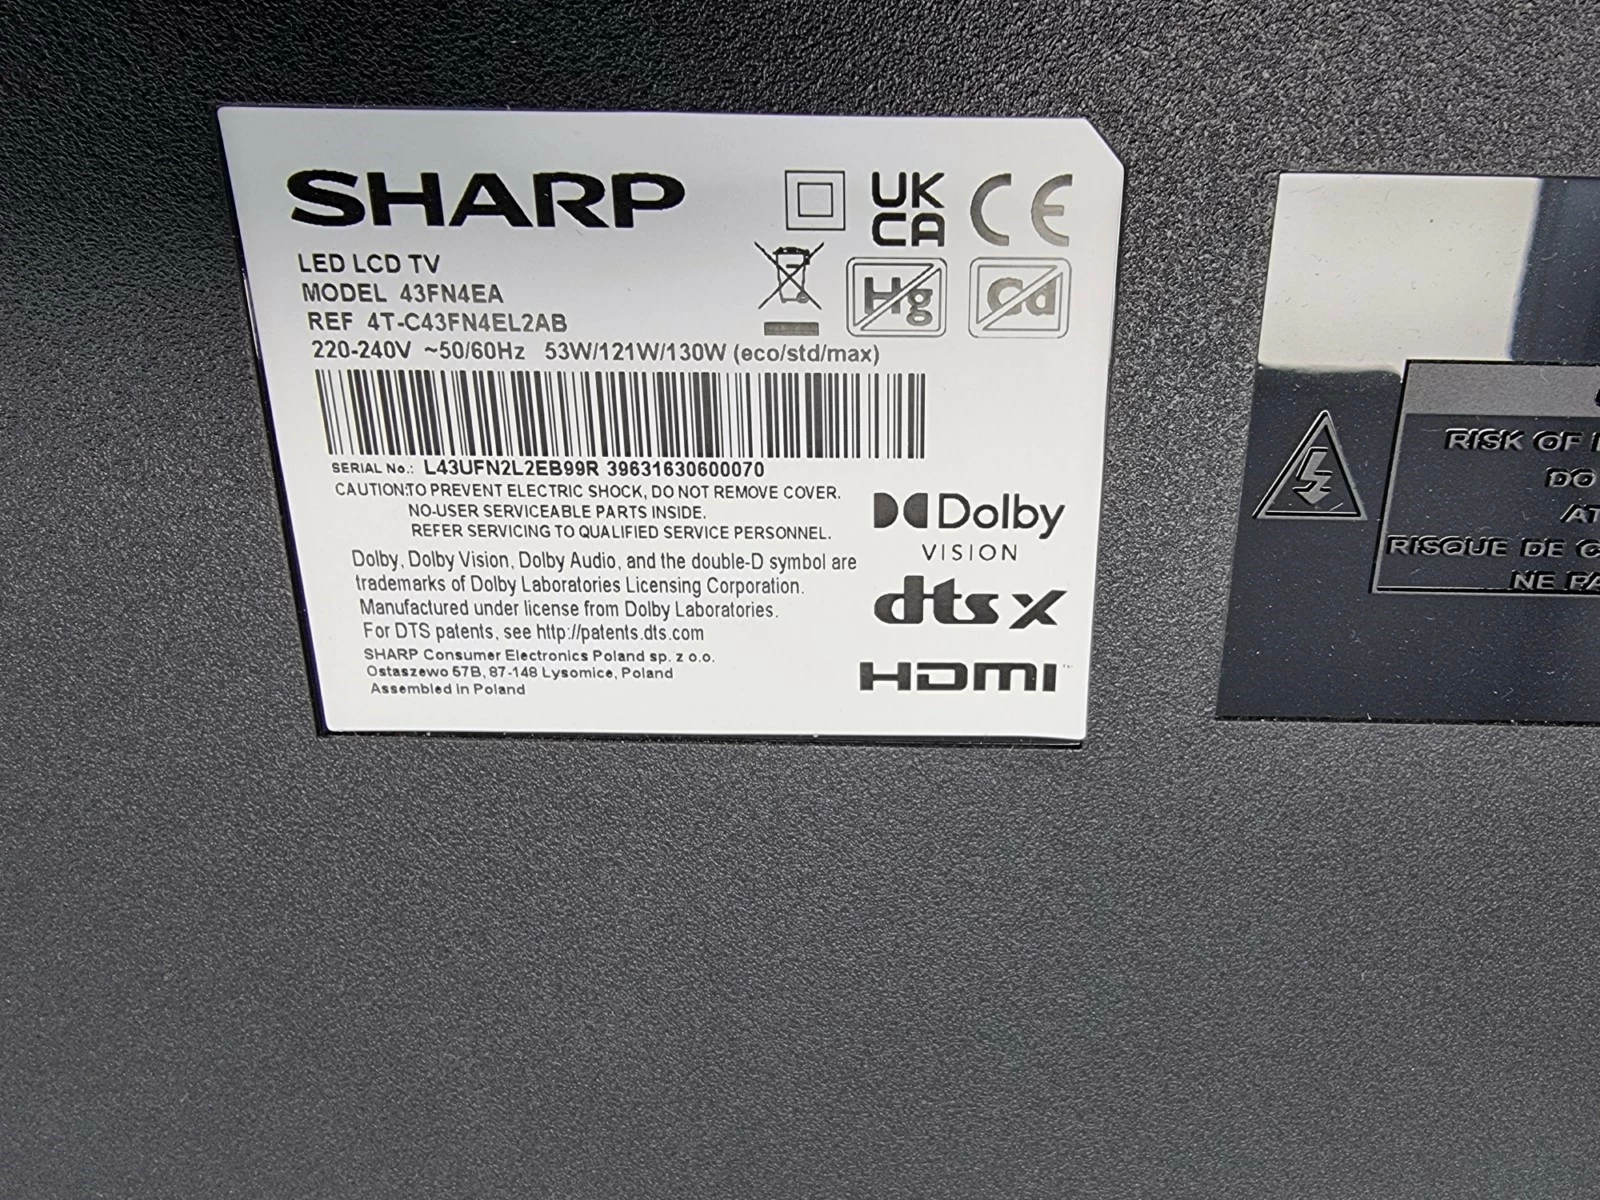 SHARP
UK
CA
CE
LED LCD TV
MODEL 43FN4EA
REF 4T-C43FN4EL2AB
Hg
Cd
220-240V ~50/60Hz 53W/121W/130W (eco/std/max)
SERIAL No.: L43UFN2L2EB99R 39631630600070
CAUTION:TO PREVENT ELECTRIC SHOCK, DO NOT REMOVE COVER.
NO-USER SERVICEABLE PARTS INSIDE.
REFER SERVICING TO QUALIFIED SERVICE PERSONNEL.
Dolby, Dolby Vision, Dolby Audio, and the double-D symbol are
trademarks of Dolby Laboratories Licensing Corporation.
Manufactured under license from Dolby Laboratories.
For DTS patents, see http://patents.dts.com
SHARP Consumer Electronics Poland sp. z o.o.
Ostaszewo 57B, 87-148 Lysomice, Poland
Assembled in Poland
Dolby
VISION
dts x
HDMI™
RISK OF
DO
AT
RISQUE DE
NE